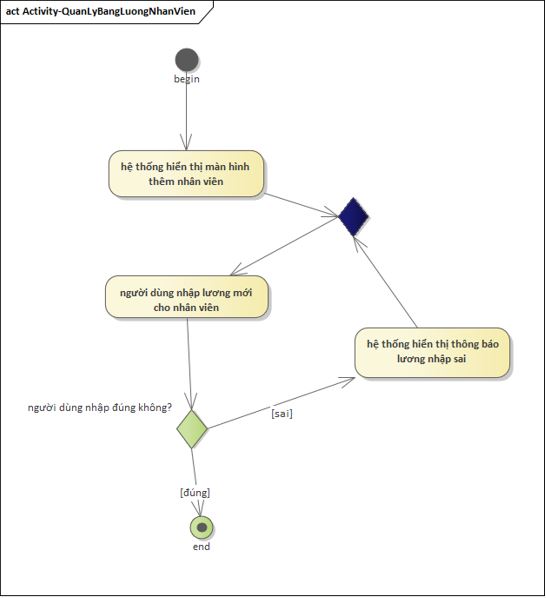 act Activity-QuanLyBangLuongNhanVien
begin
hệ thống hiển thị màn hình
thêm nhân viên
người dùng nhập lương mới
cho nhân viên
hệ thống hiển thị thông báo
lương nhập sai
người dùng nhập đúng không?
[sai]
[đúng]
end